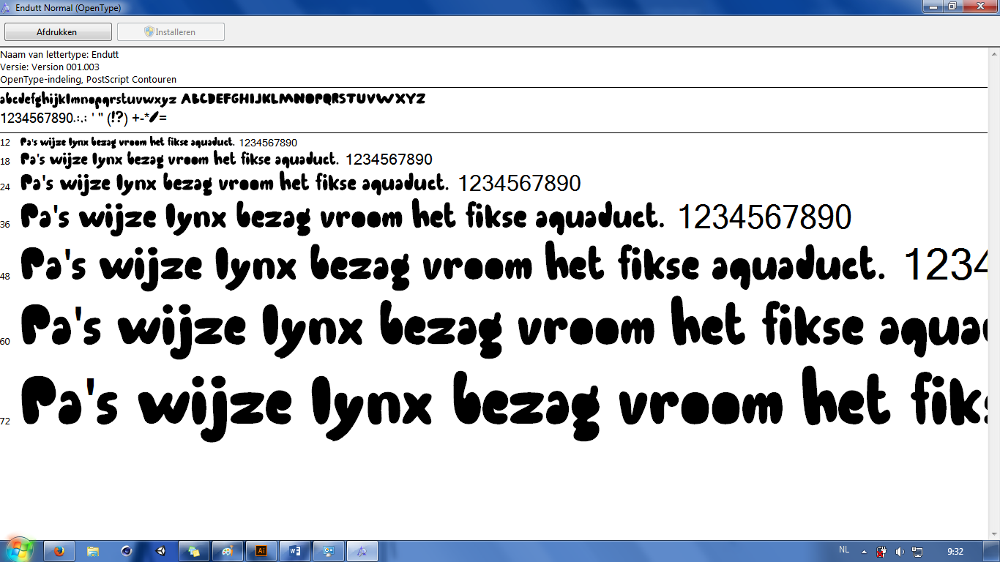 Endutt Normal (OpenType)
Afdrukken Installeren
Naam van lettertype: Endutt
Versie: Version 001.003
OpenType-indeling, PostScript Contouren
abcdefghijklmnopqrstuvwxyz ABCDEFGHIJKLMNOPQRSTUVWXYZ
1234567890.:,; ' " (!?) +-*/=
12 Pa's wijze lynx bezag vroom het fikse aquaduct. 1234567890
18 Pa's wijze lynx bezag vroom het fikse aquaduct. 1234567890
24 Pa's wijze lynx bezag vroom het fikse aquaduct. 1234567890
36 Pa's wijze lynx bezag vroom het fikse aquaduct. 1234567890
48 Pa's wijze lynx bezag vroom het fikse aquaduct. 1234
60 Pa's wijze lynx bezag vroom het fikse aquad
72 Pa's wijze lynx bezag vroom het fiks
NL 9:32